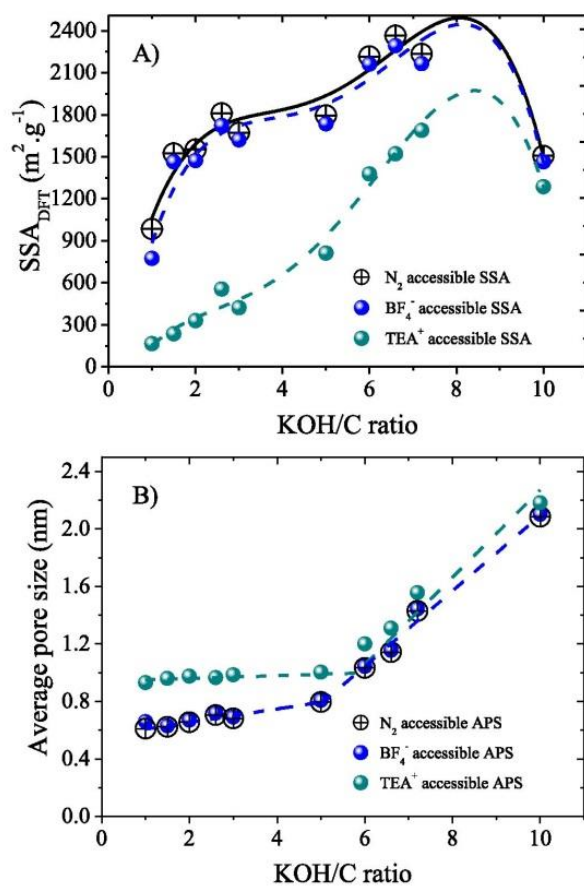 A)
SSA_DFT (m².g⁻¹)
2400
2100
1800
1500
1200
900
600
300
0
N₂ accessible SSA
BF₄⁻ accessible SSA
TEA⁺ accessible SSA
0 2 4 6 8 10
KOH/C ratio
B)
Average pore size (nm)
2.4
2.0
1.6
1.2
0.8
0.4
0.0
N₂ accessible APS
BF₄⁻ accessible APS
TEA⁺ accessible APS
0 2 4 6 8 10
KOH/C ratio